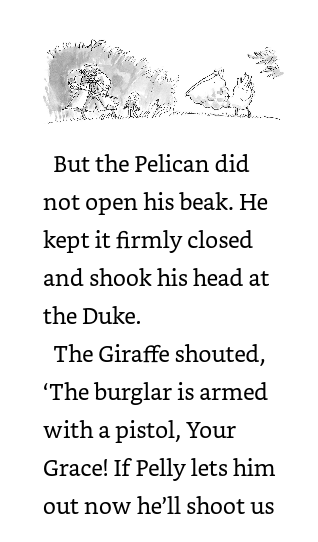 But the Pelican did
not open his beak. He
kept it firmly closed
and shook his head at
the Duke.
The Giraffe shouted,
‘The burglar is armed
with a pistol, Your
Grace! If Pelly lets him
out now he’ll shoot us